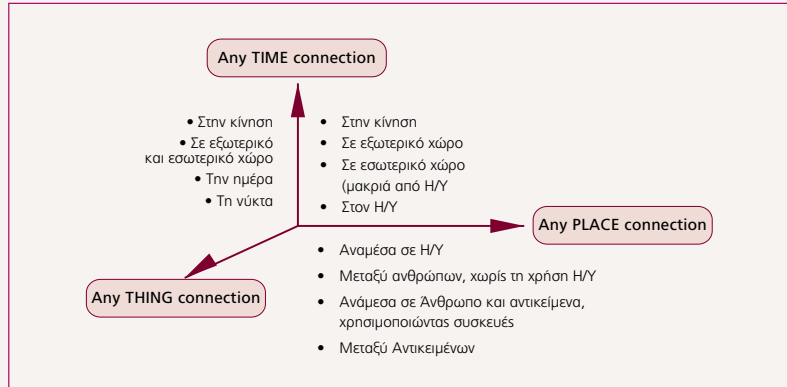 Any TIME connection
• Στην κίνηση
• Σε εξωτερικό
και εσωτερικό χώρο
• Την ημέρα
• Τη νύκτα
• Στην κίνηση
• Σε εξωτερικό χώρο
• Σε εσωτερικό χώρο
(μακριά από Η/Υ
• Στον Η/Υ
Any PLACE connection
Any THING connection
• Αναμέσα σε Η/Υ
• Μεταξύ ανθρώπων, χωρίς τη χρήση Η/Υ
• Ανάμεσα σε Άνθρωπο και αντικείμενα,
χρησιμοποιώντας συσκευές
• Μεταξύ Αντικειμένων